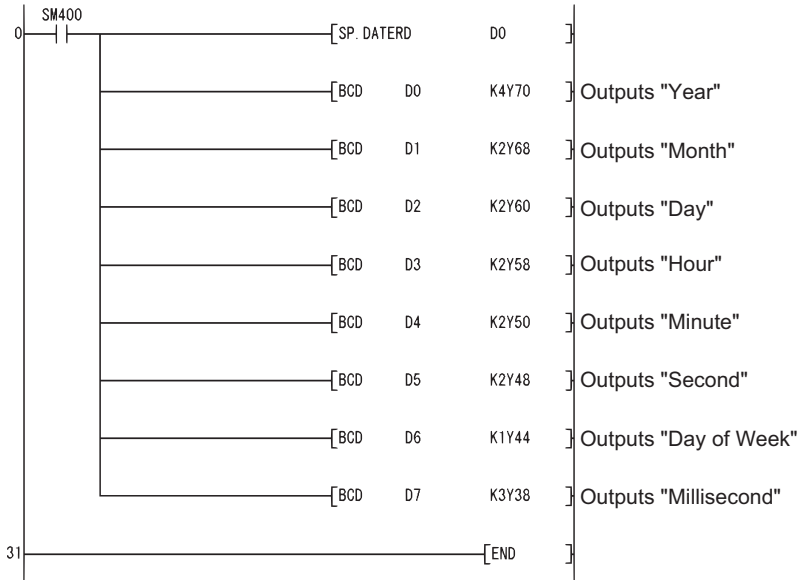 SM400
0 [SP.DATERD D0 ]
[BCD D0 K4Y70 ] Outputs "Year"
[BCD D1 K2Y68 ] Outputs "Month"
[BCD D2 K2Y60 ] Outputs "Day"
[BCD D3 K2Y58 ] Outputs "Hour"
[BCD D4 K2Y50 ] Outputs "Minute"
[BCD D5 K2Y48 ] Outputs "Second"
[BCD D6 K1Y44 ] Outputs "Day of Week"
[BCD D7 K3Y38 ] Outputs "Millisecond"
31 [END ]